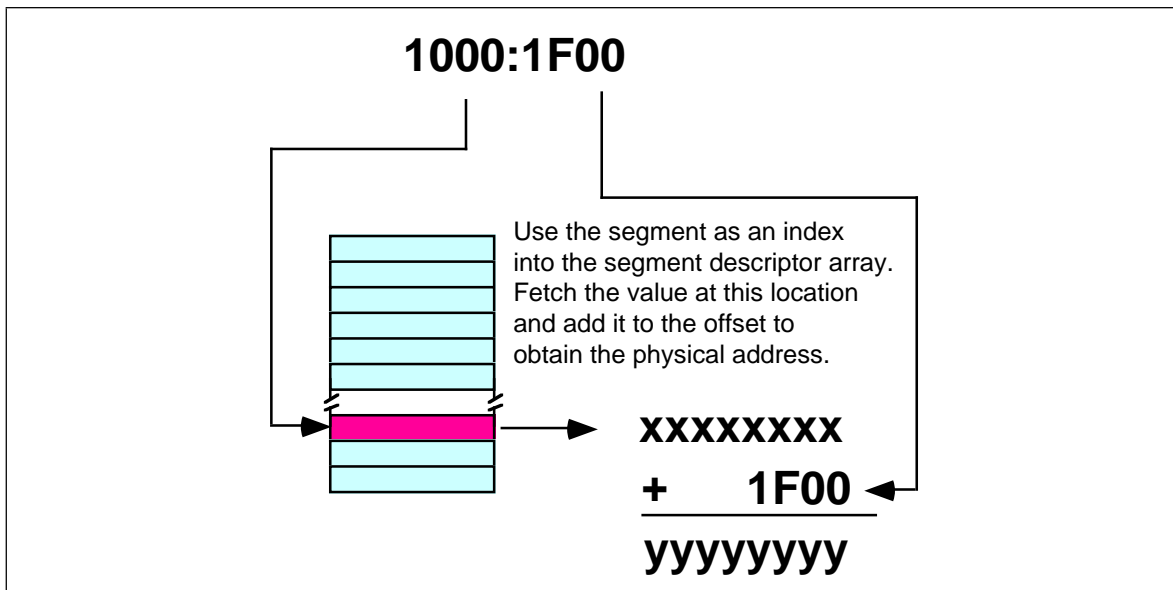 1000:1F00
Use the segment as an index
into the segment descriptor array.
Fetch the value at this location
and add it to the offset to
obtain the physical address.
xxxxxxxx
+ 1F00
yyyyyyyy